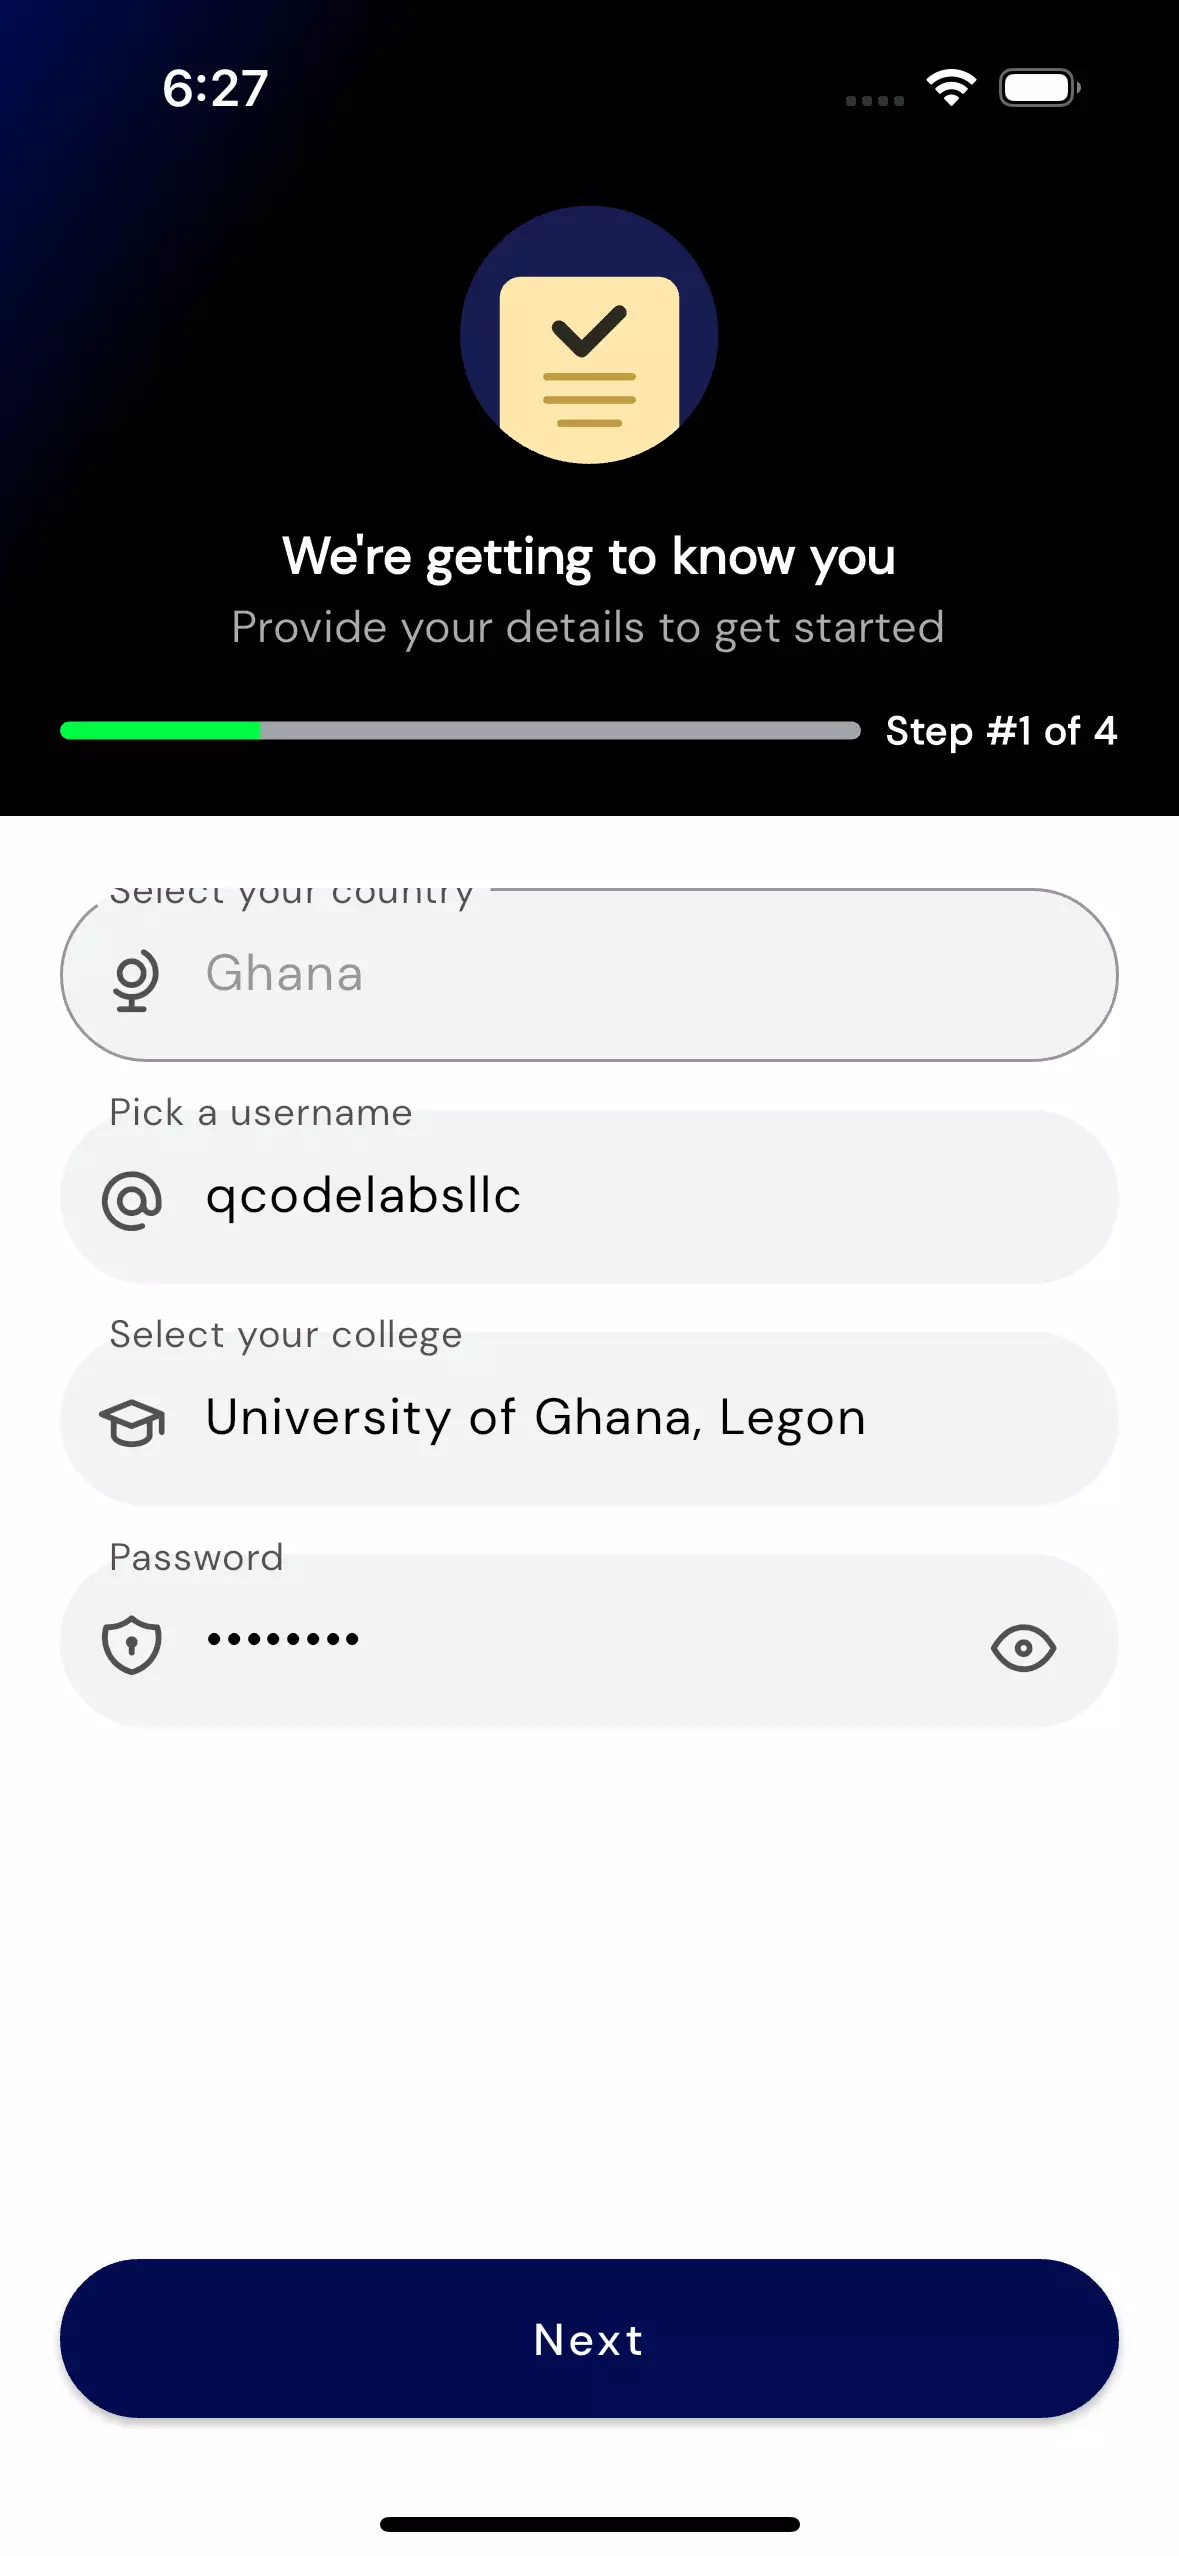 6:27
We're getting to know you
Provide your details to get started
Step #1 of 4
Select your country
Ghana
Pick a username
qcodelabsllc
Select your college
University of Ghana, Legon
Password
••••••••
Next